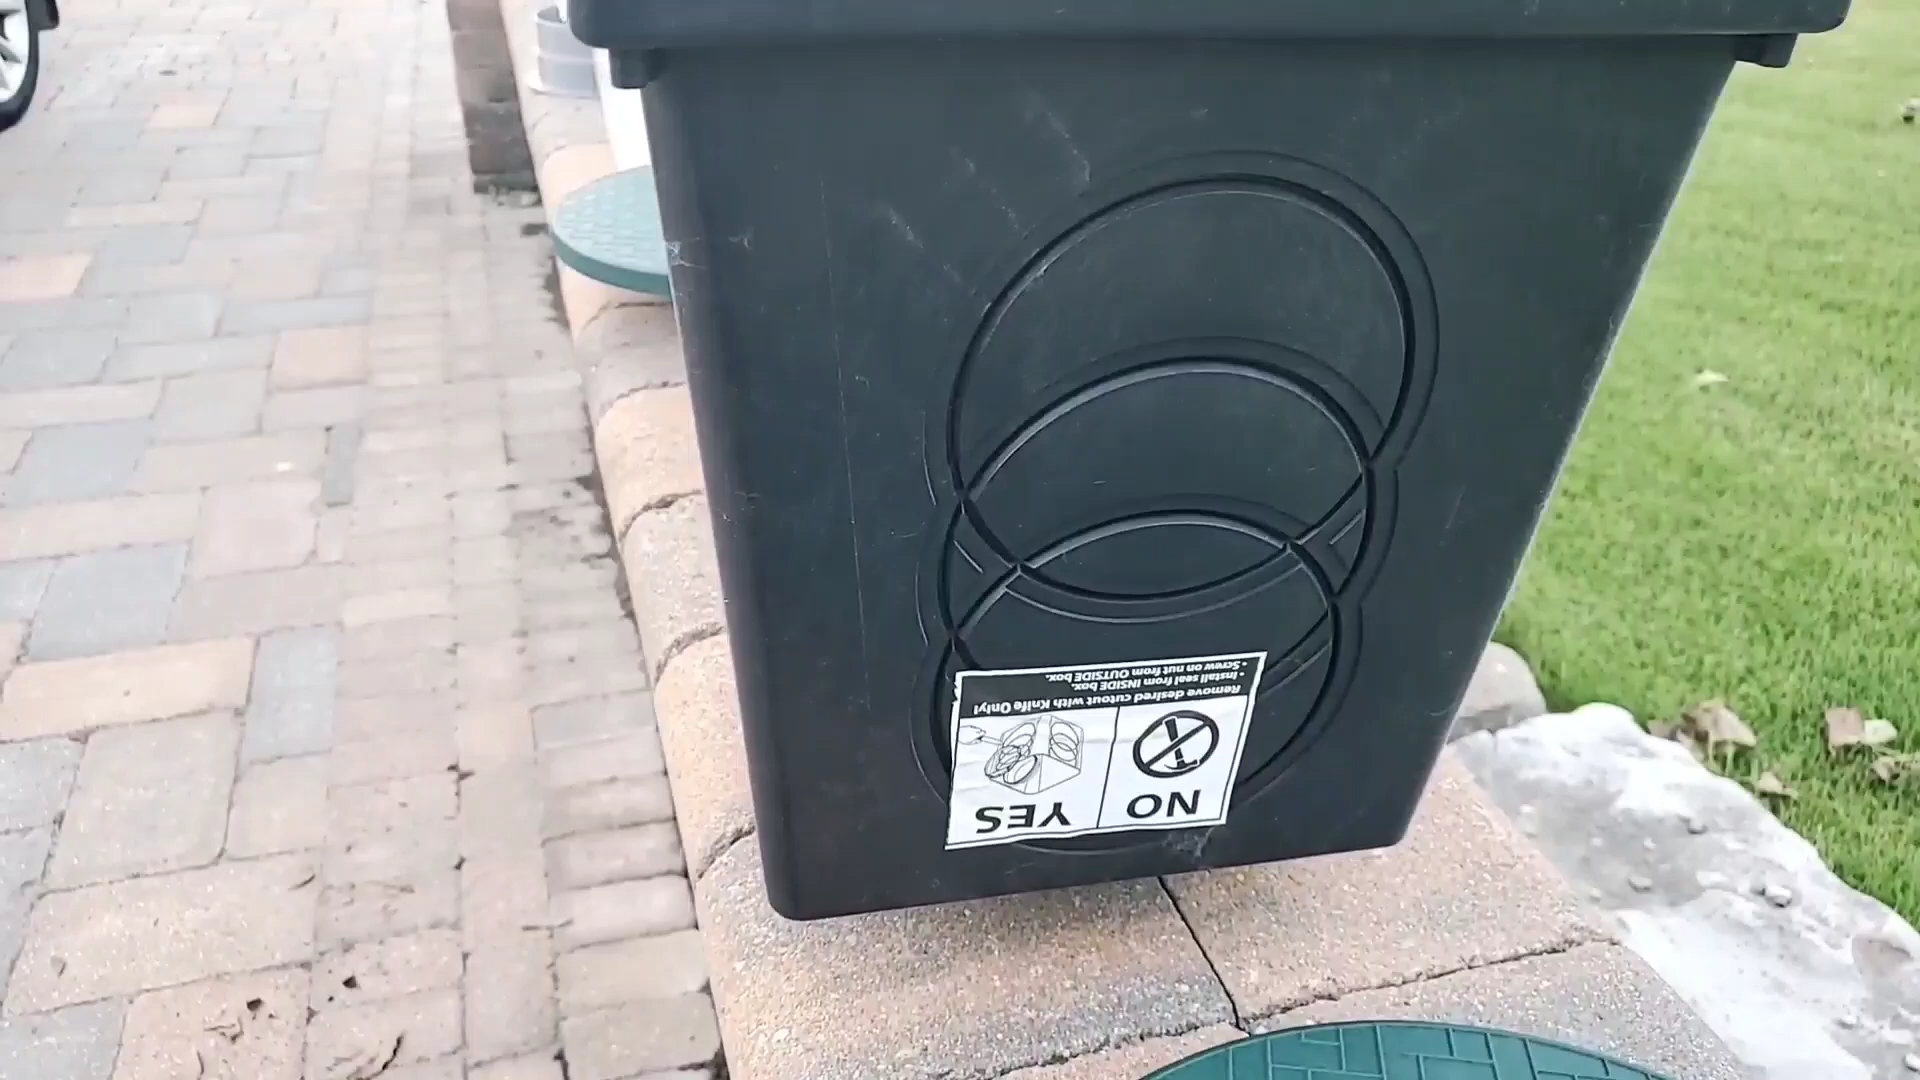 NO
YES
Remove desired cutout with Knife Only!
• Install seal from INSIDE box.
• Screw on nut from OUTSIDE box.